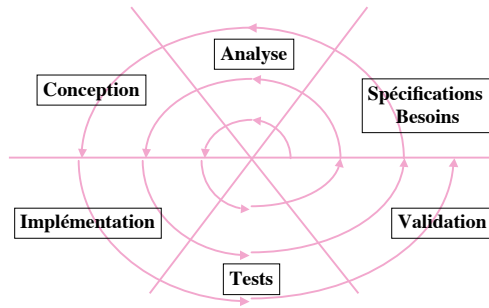 Analyse
Conception
Spécifications
Besoins
Implémentation
Validation
Tests